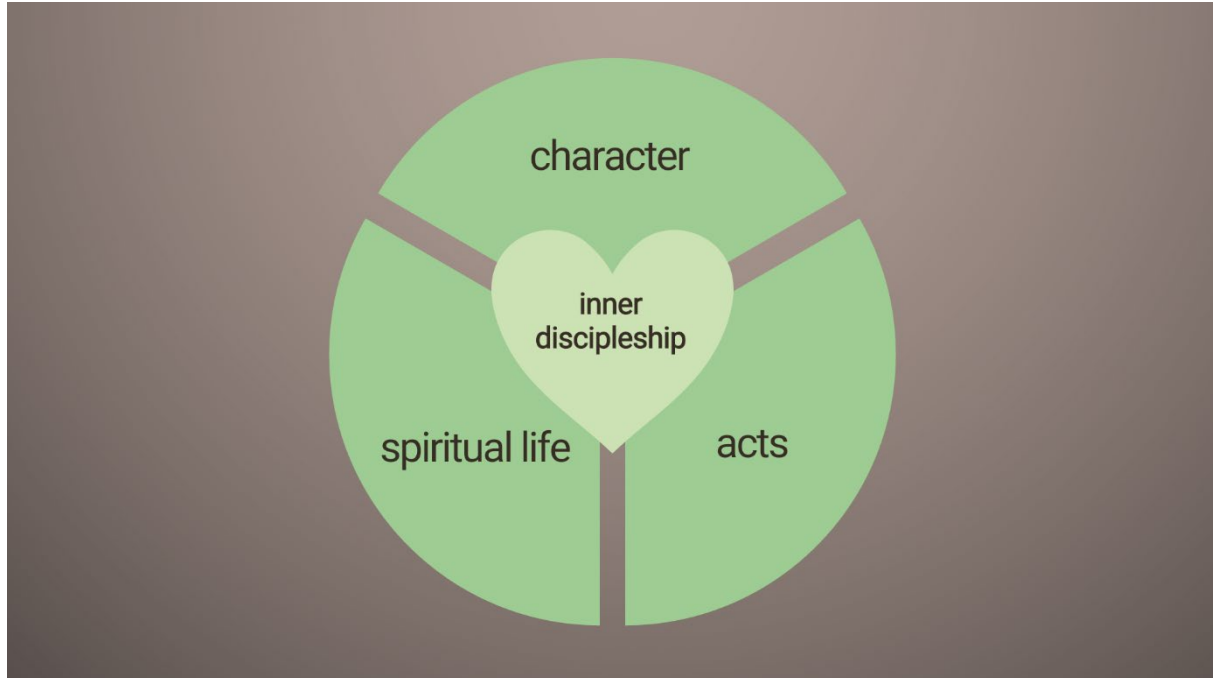 character
inner
discipleship
spiritual life
acts